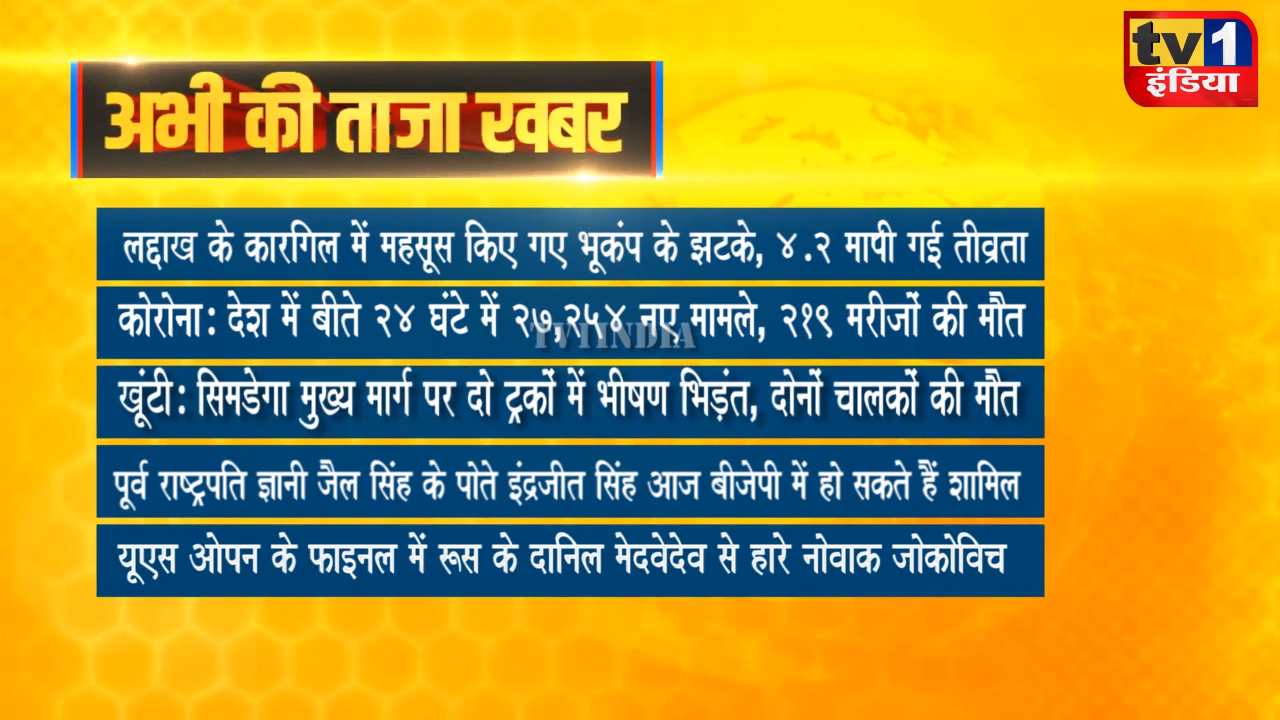 tv1
इंडिया
अभी की ताजा खबर
लद्दाख के कारगिल में महसूस किए गए भूकंप के झटके, ४.२ मापी गई तीव्रता
कोरोना: देश में बीते २४ घंटे में २७,२५४ नए मामले, २१९ मरीजों की मौत
TV1INDIA
खूंटी: सिमडेगा मुख्य मार्ग पर दो ट्रकों में भीषण भिड़ंत, दोनों चालकों की मौत
पूर्व राष्ट्रपति ज्ञानी जैल सिंह के पोते इंद्रजीत सिंह आज बीजेपी में हो सकते हैं शामिल
यूएस ओपन के फाइनल में रूस के दानिल मेदवेदेव से हारे नोवाक जोकोविच